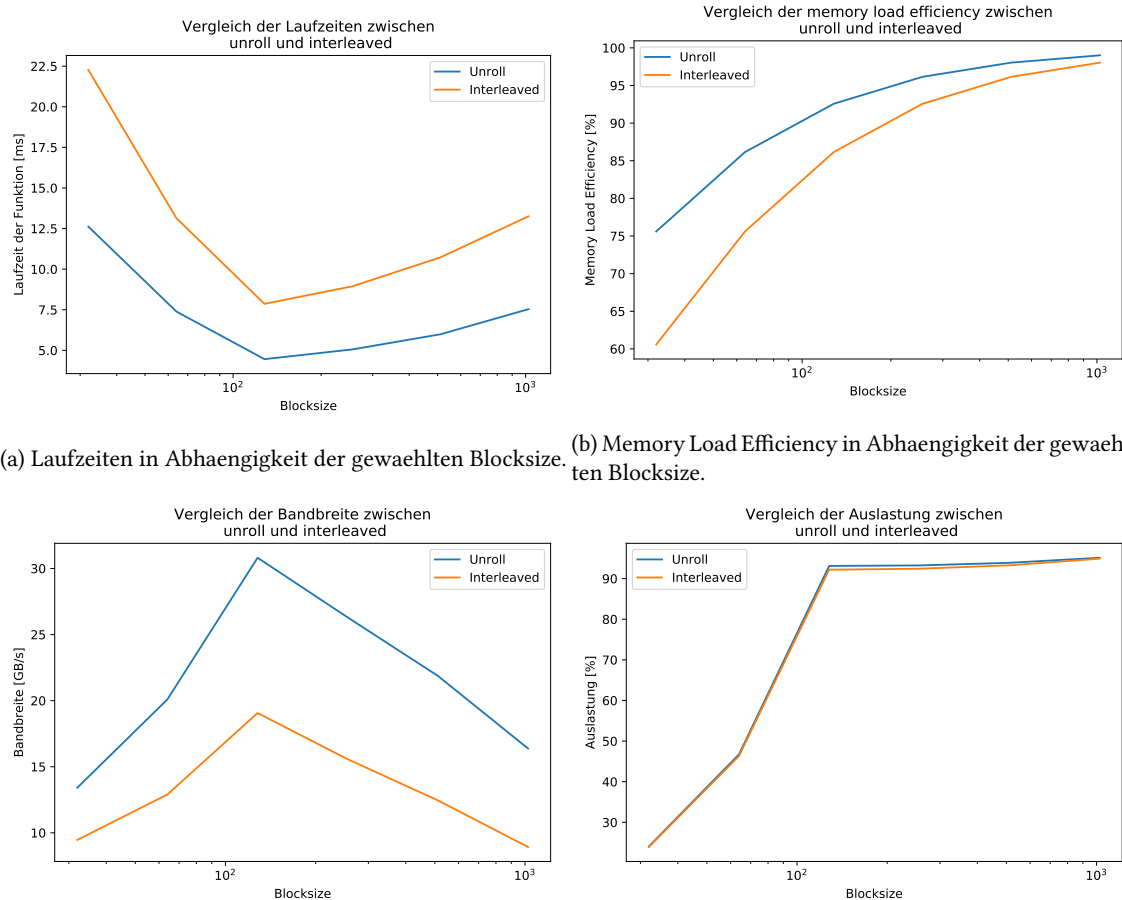 Vergleich der Laufzeiten zwischen
unroll und interleaved
22.5
20.0
17.5
15.0
12.5
10.0
7.5
5.0
Laufzeit der Funktion [ms]
Unroll
Interleaved
10²
10³
Blocksize
Vergleich der memory load efficiency zwischen
unroll und interleaved
100
95
90
85
80
75
70
65
60
Memory Load Efficiency [%]
Unroll
Interleaved
10²
10³
Blocksize
(a) Laufzeiten in Abhaengigkeit der gewaehlten Blocksize.
(b) Memory Load Efficiency in Abhaengigkeit der gewaeh
ten Blocksize.
Vergleich der Bandbreite zwischen
unroll und interleaved
30
25
20
15
10
Bandbreite [GB/s]
Unroll
Interleaved
10²
10³
Blocksize
Vergleich der Auslastung zwischen
unroll und interleaved
90
80
70
60
50
40
30
Auslastung [%]
Unroll
Interleaved
10²
10³
Blocksize